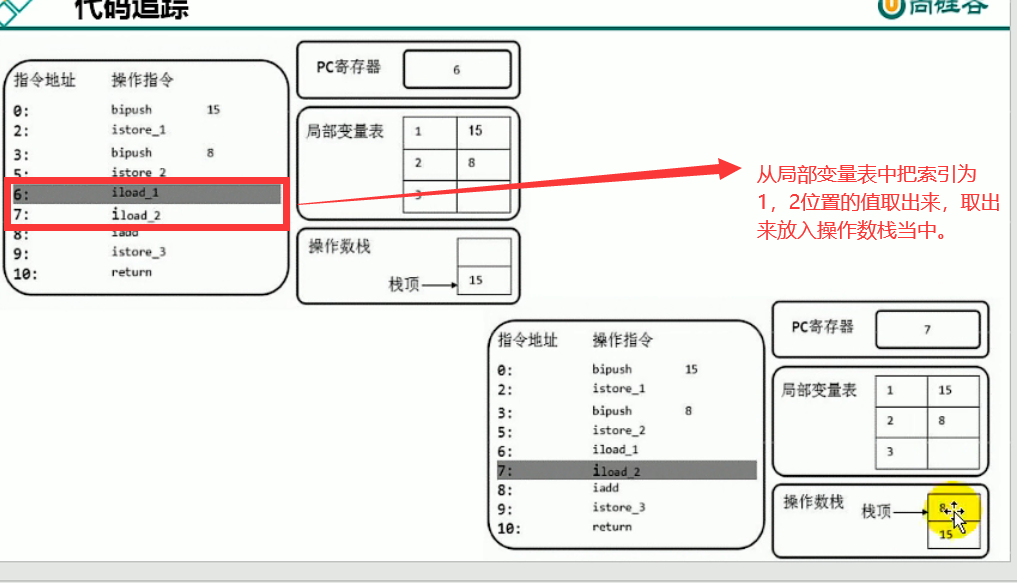 代码追踪
尚硅谷
指令地址 操作指令
0: bipush 15
2: istore_1
3: bipush 8
5: istore_2
6: iload_1
7: iload_2
8: iadd
9: istore_3
10: return
PC寄存器 6
局部变量表 1 15
2 8
3
操作数栈
栈顶 15
从局部变量表中把索引为
1，2位置的值取出来，取出
来放入操作数栈当中。
指令地址 操作指令
0: bipush 15
2: istore_1
3: bipush 8
5: istore_2
6: iload_1
7: iload_2
8: iadd
9: istore_3
10: return
PC寄存器 7
局部变量表 1 15
2 8
3
操作数栈 栈顶 8
15